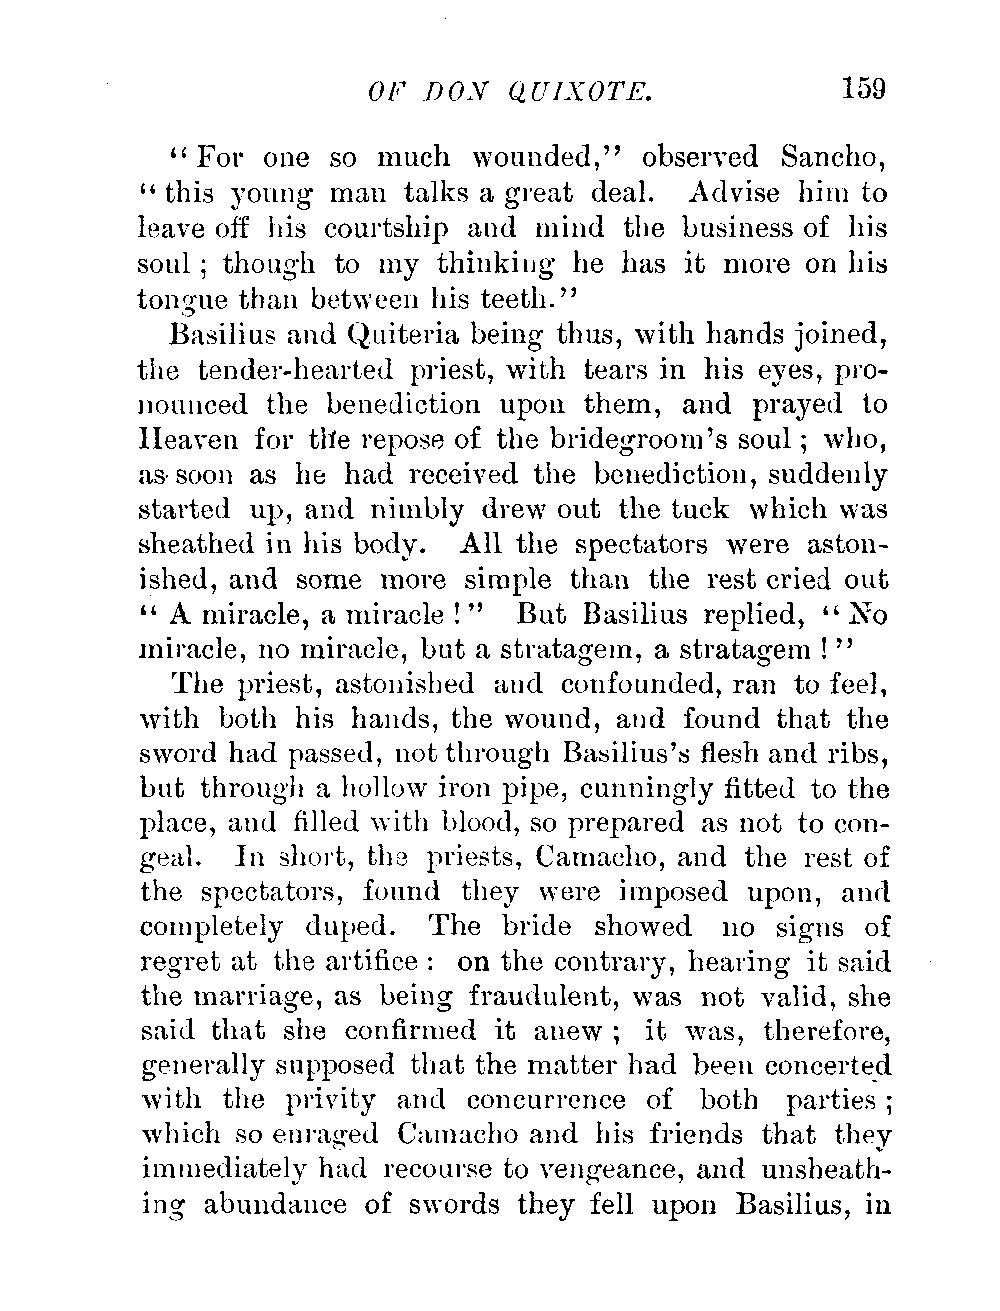 OF DON QUIXOTE. 159
“For one so much wounded,” observed Sancho,
“this young man talks a great deal. Advise him to
leave off his courtship and mind the business of his
soul; though to my thinking he has it more on his
tongue than between his teeth.”
Basilius and Quiteria being thus, with hands joined,
the tender-hearted priest, with tears in his eyes, pro-
nounced the benediction upon them, and prayed to
Heaven for the repose of the bridegroom’s soul; who,
as soon as he had received the benediction, suddenly
started up, and nimbly drew out the tuck which was
sheathed in his body. All the spectators were aston-
ished, and some more simple than the rest cried out
“A miracle, a miracle!” But Basilius replied, “No
miracle, no miracle, but a stratagem, a stratagem!”
The priest, astonished and confounded, ran to feel,
with both his hands, the wound, and found that the
sword had passed, not through Basilius’s flesh and ribs,
but through a hollow iron pipe, cunningly fitted to the
place, and filled with blood, so prepared as not to con-
geal. In short, the priests, Camacho, and the rest of
the spectators, found they were imposed upon, and
completely duped. The bride showed no signs of
regret at the artifice: on the contrary, hearing it said
the marriage, as being fraudulent, was not valid, she
said that she confirmed it anew; it was, therefore,
generally supposed that the matter had been concerted
with the privity and concurrence of both parties;
which so enraged Camacho and his friends that they
immediately had recourse to vengeance, and unsheath-
ing abundance of swords they fell upon Basilius, in